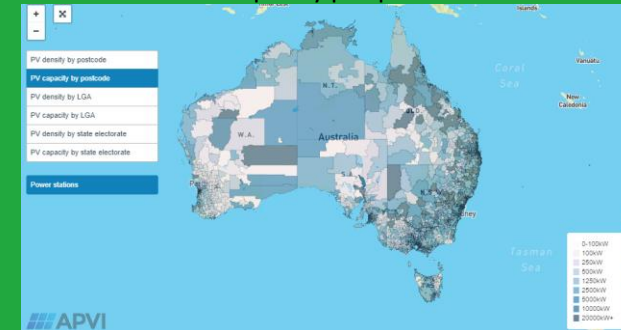 Islands
+
−
PV density by postcode
PV capacity by postcode
PV density by LGA
PV capacity by LGA
PV density by state electorate
PV capacity by state electorate
Power stations
Coral
Sea
Vanuatu
New
Caledonia
N.T.
W.A.
Australia
Tasman
Sea
0-100kW
100kW
250kW
500kW
1250kW
2500kW
5000kW
10000kW
20000kW+
APVI